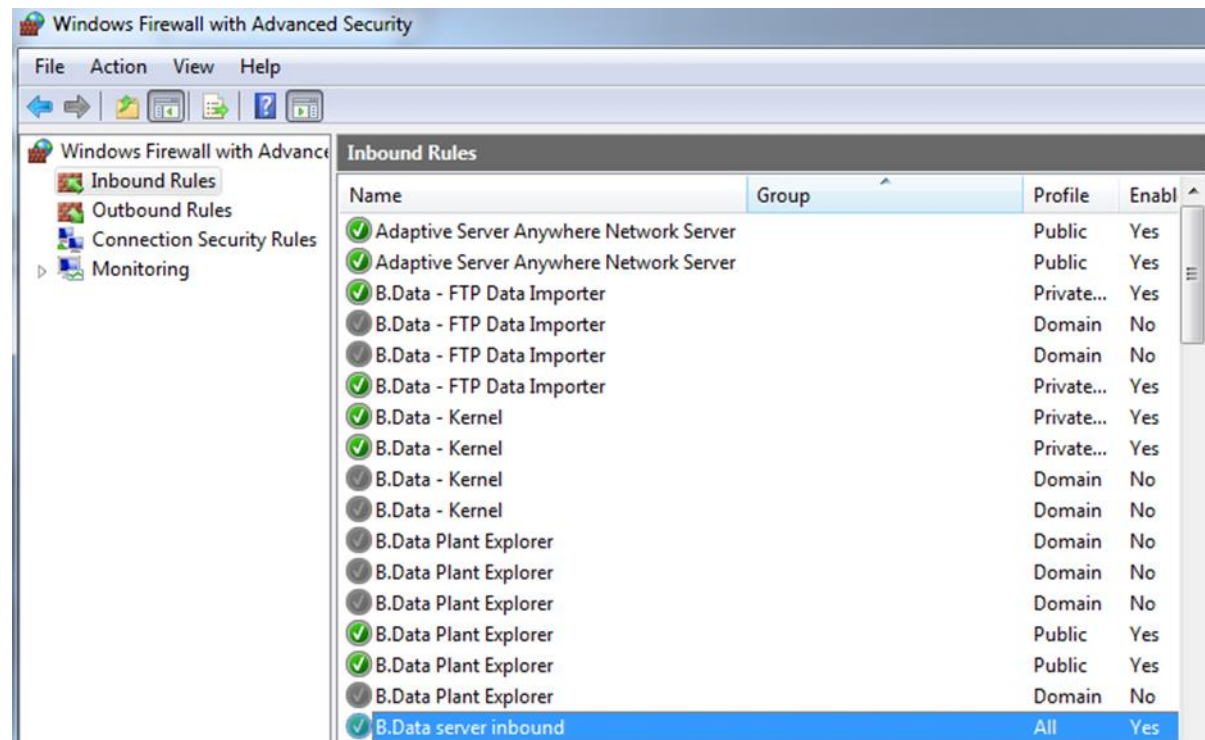 Windows Firewall with Advanced Security
File Action View Help
Windows Firewall with Advance
Inbound Rules
Outbound Rules
Connection Security Rules
Monitoring
Inbound Rules
Name Group Profile Enabl
Adaptive Server Anywhere Network Server Public Yes
Adaptive Server Anywhere Network Server Public Yes
B.Data - FTP Data Importer Private... Yes
B.Data - FTP Data Importer Domain No
B.Data - FTP Data Importer Domain No
B.Data - FTP Data Importer Private... Yes
B.Data - Kernel Private... Yes
B.Data - Kernel Private... Yes
B.Data - Kernel Domain No
B.Data - Kernel Domain No
B.Data Plant Explorer Domain No
B.Data Plant Explorer Domain No
B.Data Plant Explorer Domain No
B.Data Plant Explorer Public Yes
B.Data Plant Explorer Public Yes
B.Data Plant Explorer Domain No
B.Data server inbound All Yes